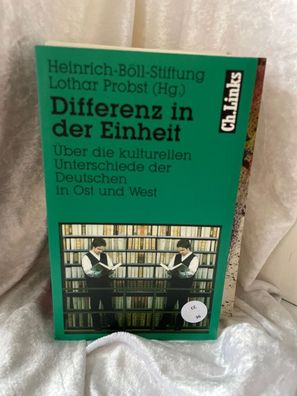 Heinrich-Böll-Stiftung
Lothar Probst (Hg.)
Differenz in
der Einheit
Über die kulturellen
Unterschiede der
Deutschen
in Ost und West
Ch.Links